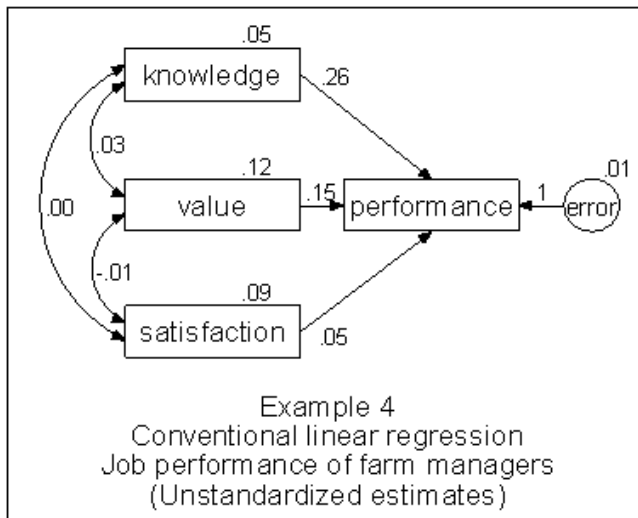 .05
knowledge
.26
.03
.12
.01
.00
value
.15
performance
1
error
-.01
.09
satisfaction
.05
Example 4
Conventional linear regression
Job performance of farm managers
(Unstandardized estimates)